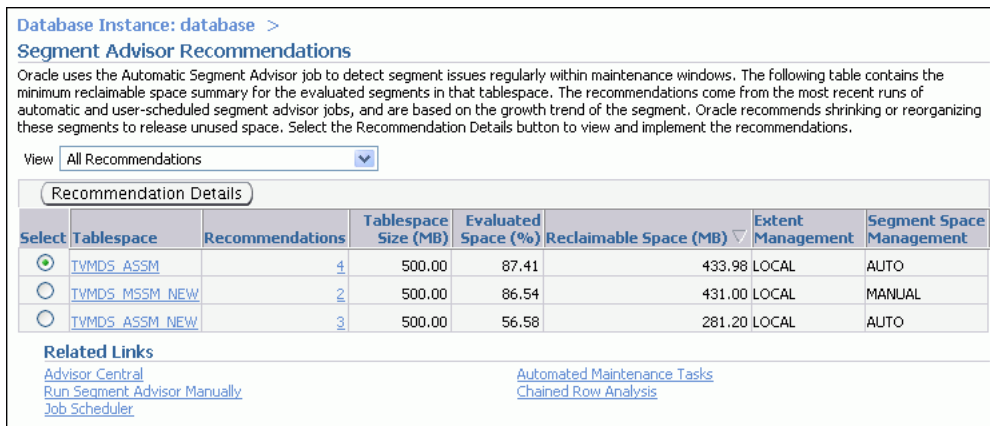 Database Instance: database >
Segment Advisor Recommendations
Oracle uses the Automatic Segment Advisor job to detect segment issues regularly within maintenance windows. The following table contains the
minimum reclaimable space summary for the evaluated segments in that tablespace. The recommendations come from the most recent runs of
automatic and user-scheduled segment advisor jobs, and are based on the growth trend of the segment. Oracle recommends shrinking or reorganizing
these segments to release unused space. Select the Recommendation Details button to view and implement the recommendations.
View All Recommendations
Recommendation Details
Select Tablespace Recommendations Tablespace Size (MB) Evaluated Space (%) Reclaimable Space (MB) Extent Management Segment Space Management
TVMDS_ASSM 4 500.00 87.41 433.98 LOCAL AUTO
TVMDS_MSSM_NEW 2 500.00 86.54 431.00 LOCAL MANUAL
TVMDS_ASSM_NEW 3 500.00 56.58 281.20 LOCAL AUTO
Related Links
Advisor Central Automated Maintenance Tasks
Run Segment Advisor Manually Chained Row Analysis
Job Scheduler